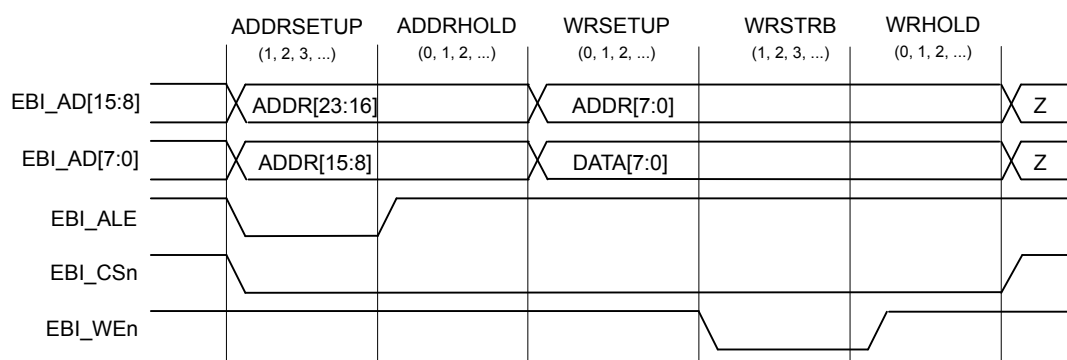 ADDRSETUP ADDRHOLD WRSETUP WRSTRB WRHOLD
(1, 2, 3, ...) (0, 1, 2, ...) (0, 1, 2, ...) (1, 2, 3, ...) (0, 1, 2, ...)
EBI_AD[15:8] ADDR[23:16] ADDR[7:0] Z
EBI_AD[7:0] ADDR[15:8] DATA[7:0] Z
EBI_ALE
EBI_CSn
EBI_WEn